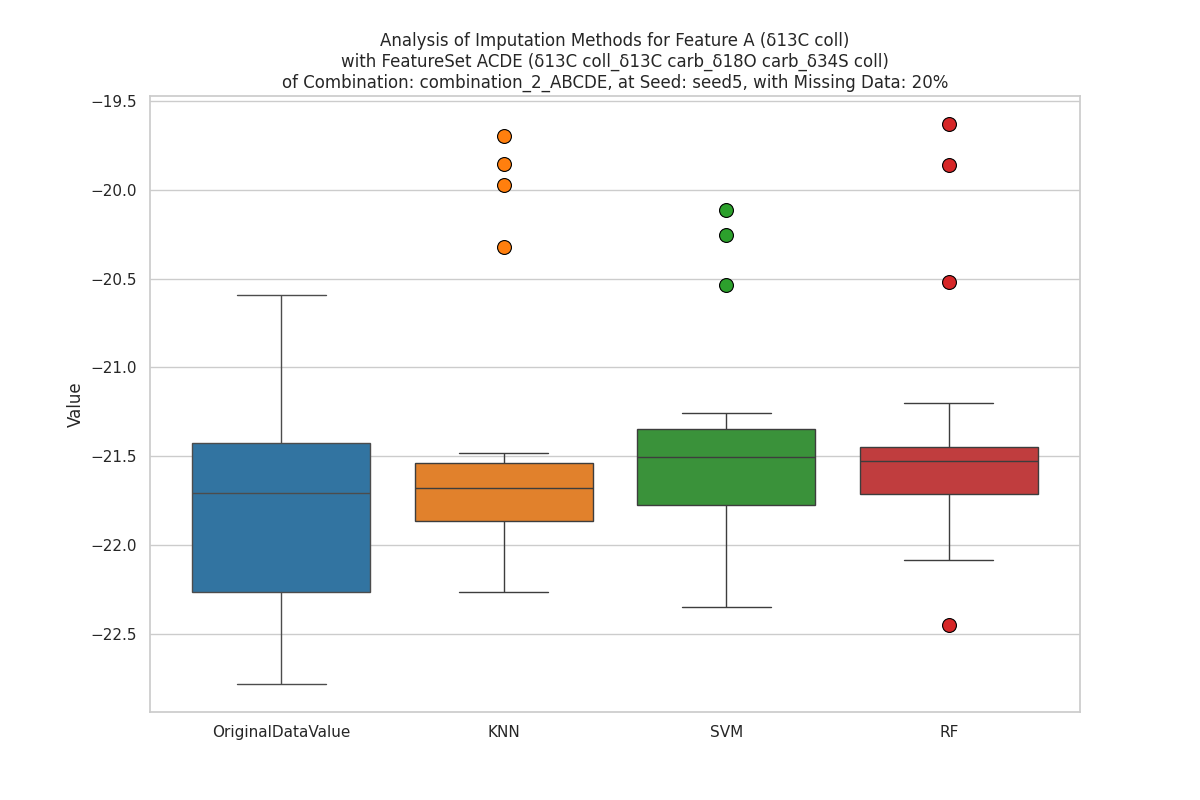 Analysis of Imputation Methods for Feature A (δ13C coll)
with FeatureSet ACDE (δ13C coll_δ13C carb_δ18O carb_δ34S coll)
of Combination: combination_2_ABCDE, at Seed: seed5, with Missing Data: 20%
−19.5
−20.0
−20.5
−21.0
−21.5
−22.0
−22.5
Value
OriginalDataValue
KNN
SVM
RF